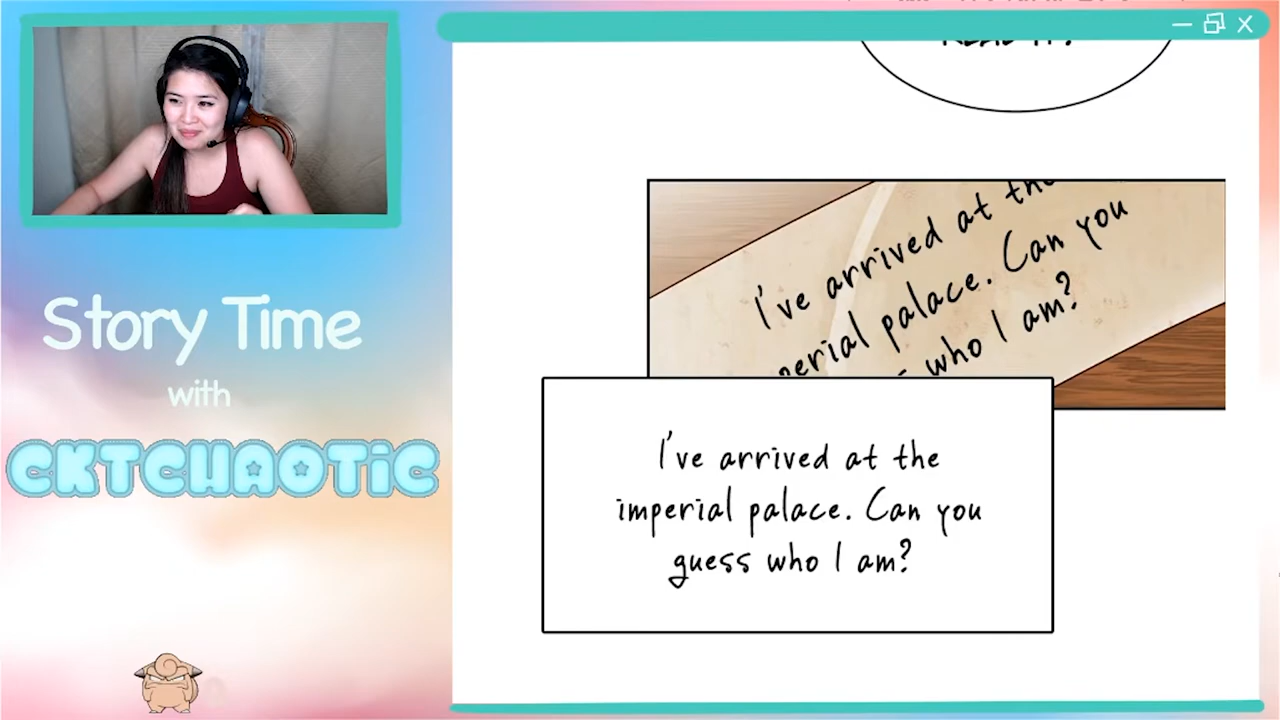 Story Time
with
CKTCHAOTIC
I've arrived at the
palace. Can you
who I am?
I've arrived at the
imperial palace. Can you
guess who I am?